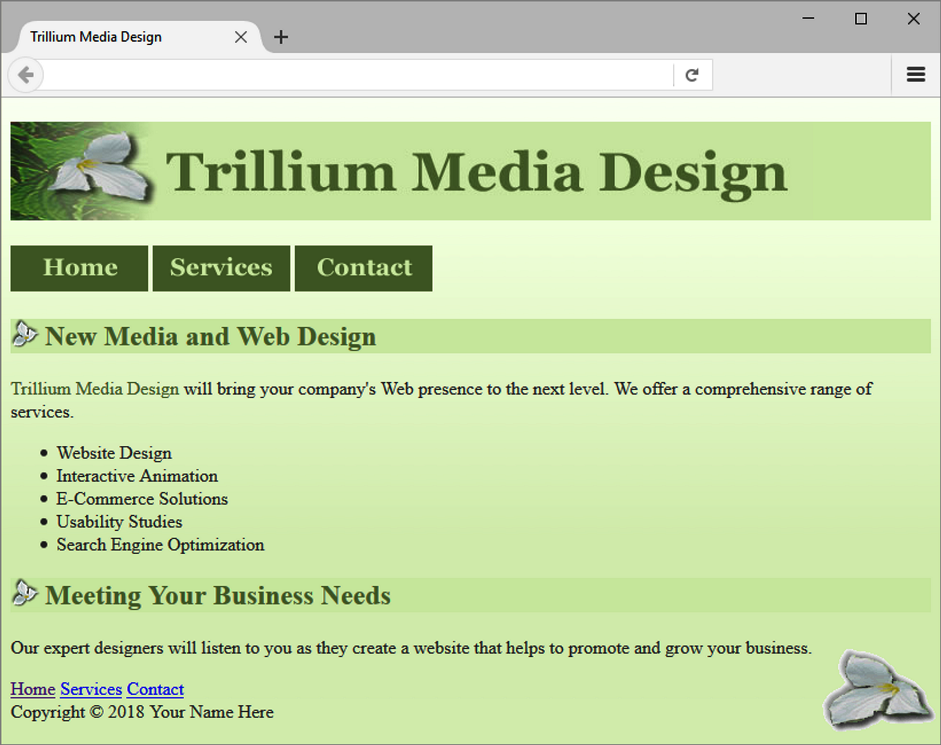 Trillium Media Design
Trillium Media Design
Home Services Contact
New Media and Web Design
Trillium Media Design will bring your company's Web presence to the next level. We offer a comprehensive range of
services.
• Website Design
• Interactive Animation
• E-Commerce Solutions
• Usability Studies
• Search Engine Optimization
Meeting Your Business Needs
Our expert designers will listen to you as they create a website that helps to promote and grow your business.
Home Services Contact
Copyright © 2018 Your Name Here